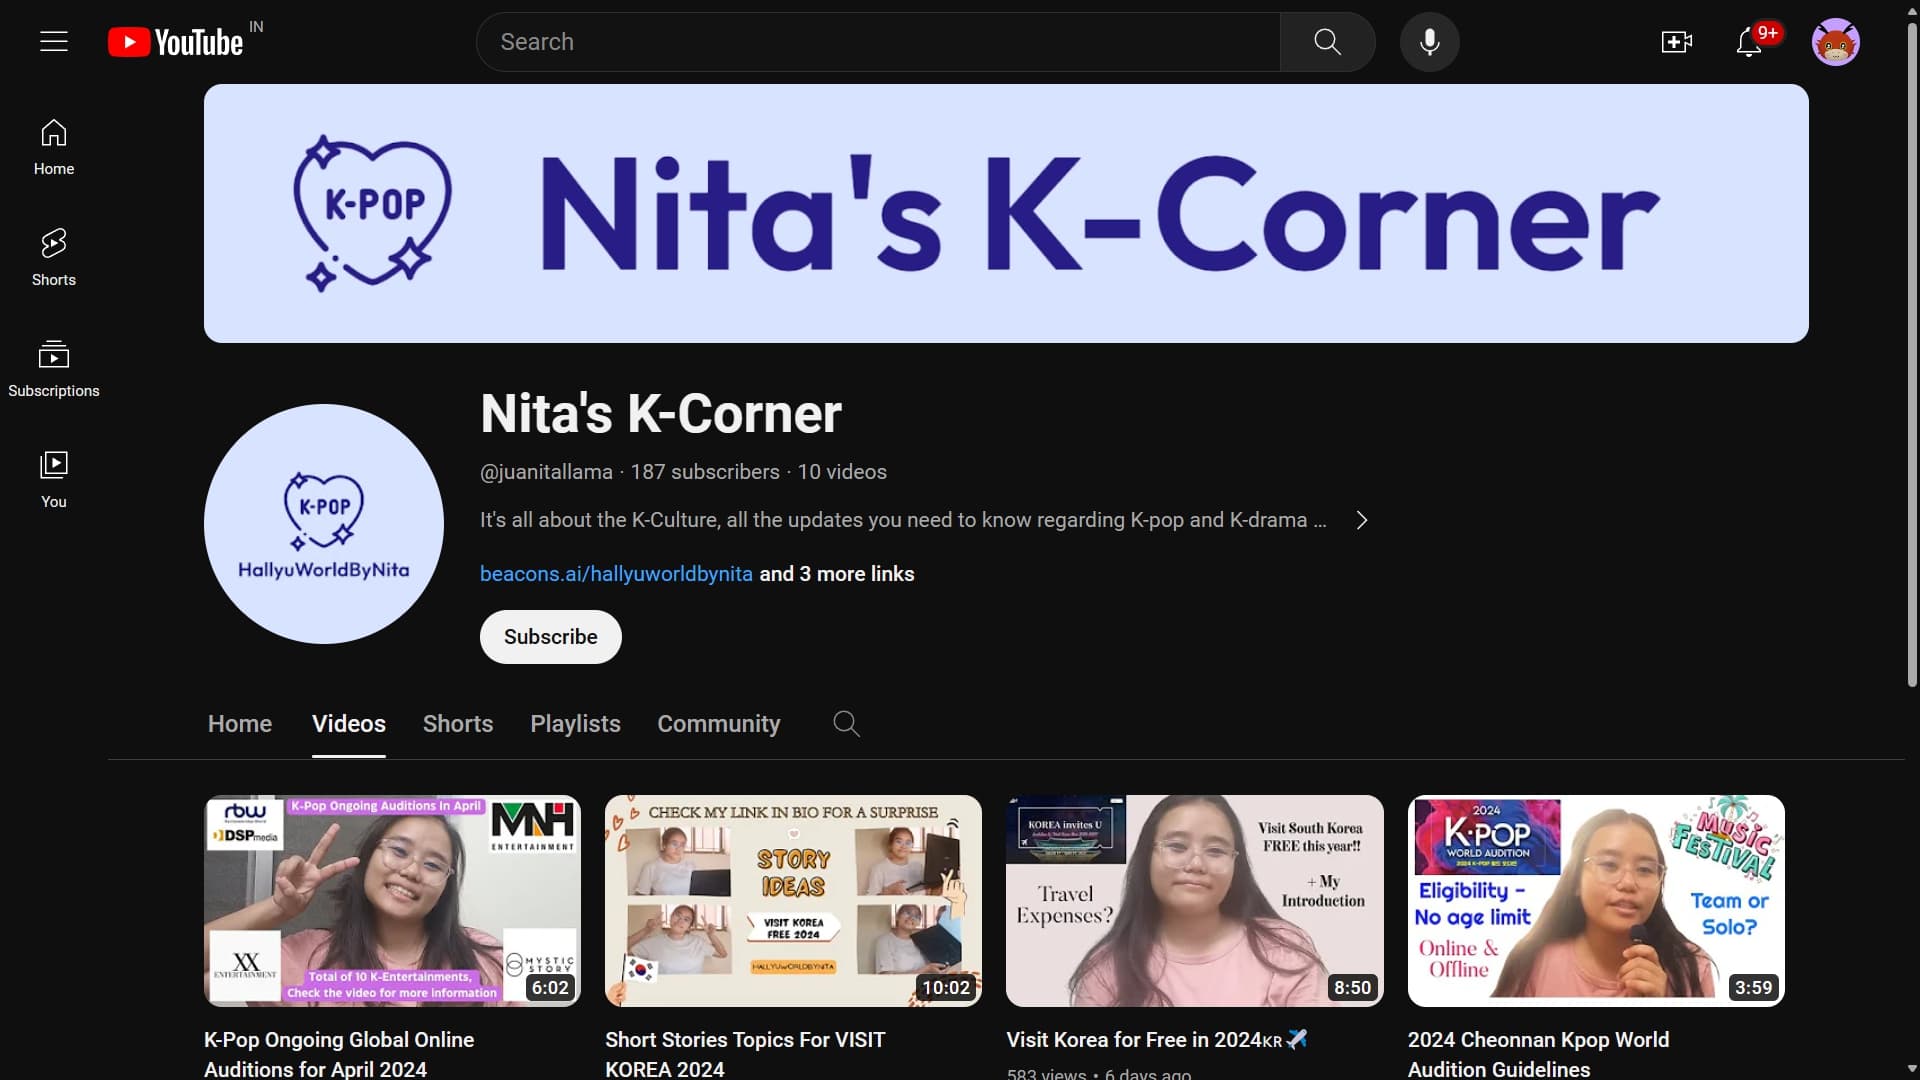 YouTube IN
Search
9+
Home
Shorts
Subscriptions
You
K-POP
Nita's K-Corner
K-POP
HallyuWorldByNita
Nita's K-Corner
@juanitallama · 187 subscribers · 10 videos
It's all about the K-Culture, all the updates you need to know regarding K-pop and K-drama ...
beacons.ai/hallyuworldbynita and 3 more links
Subscribe
Home Videos Shorts Playlists Community
rbw
DSPmedia
K-Pop Ongoing Auditions In April
MNH
ENTERTAINMENT
XX
ENTERTAINMENT
Total of 10 K-Entertainments,
Check the video for more information
MYSTIC
STORY
6:02
K-Pop Ongoing Global Online
Auditions for April 2024
CHECK MY LINK IN BIO FOR A SURPRISE
STORY
IDEAS
VISIT KOREA
FREE 2024
HALLYUWORLDBYNITA
10:02
Short Stories Topics For VISIT
KOREA 2024
KOREA invites U
Visit South Korea
FREE this year!!
Travel
Expenses?
+ My
Introduction
8:50
Visit Korea for Free in 2024🇰🇷✈️
583 views • 6 days ago
2024
K-POP
WORLD AUDITION
MUSIC
FESTIVAL
Eligibility -
No age limit
Team or
Solo?
Online &
Offline
3:59
2024 Cheonnan Kpop World
Audition Guidelines